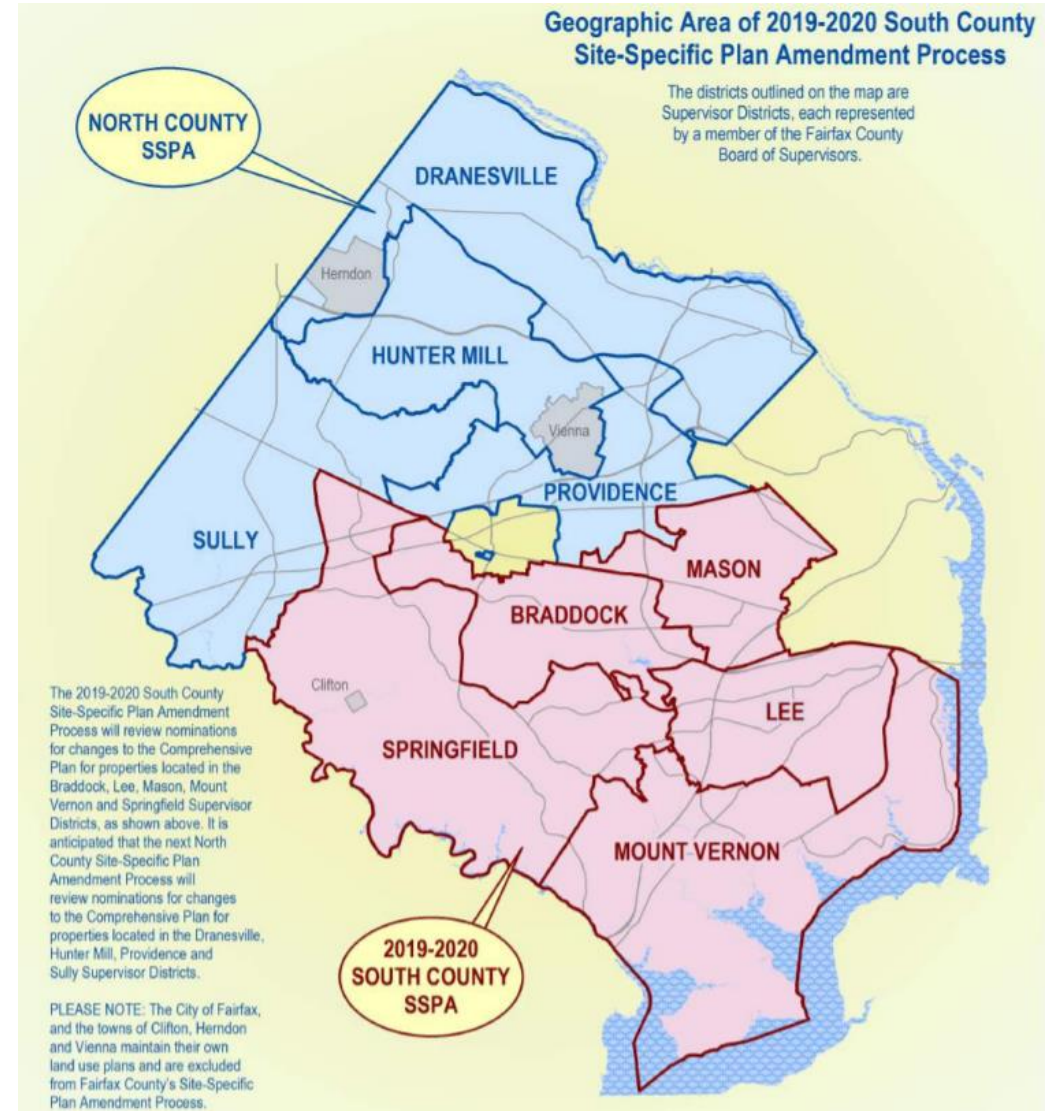 Geographic Area of 2019-2020 South County
Site-Specific Plan Amendment Process
The districts outlined on the map are
Supervisor Districts, each represented
by a member of the Fairfax County
Board of Supervisors.
NORTH COUNTY
SSPA
DRANESVILLE
Herndon
HUNTER MILL
Vienna
PROVIDENCE
SULLY
MASON
BRADDOCK
Clifton
LEE
SPRINGFIELD
MOUNT VERNON
2019-2020
SOUTH COUNTY
SSPA
The 2019-2020 South County
Site-Specific Plan Amendment
Process will review nominations
for changes to the Comprehensive
Plan for properties located in the
Braddock, Lee, Mason, Mount
Vernon and Springfield Supervisor
Districts, as shown above. It is
anticipated that the next North
County Site-Specific Plan
Amendment Process will
review nominations for changes
to the Comprehensive Plan for
properties located in the Dranesville,
Hunter Mill, Providence and
Sully Supervisor Districts.
PLEASE NOTE: The City of Fairfax,
and the towns of Clifton, Herndon
and Vienna maintain their own
land use plans and are excluded
from Fairfax County's Site-Specific
Plan Amendment Process.